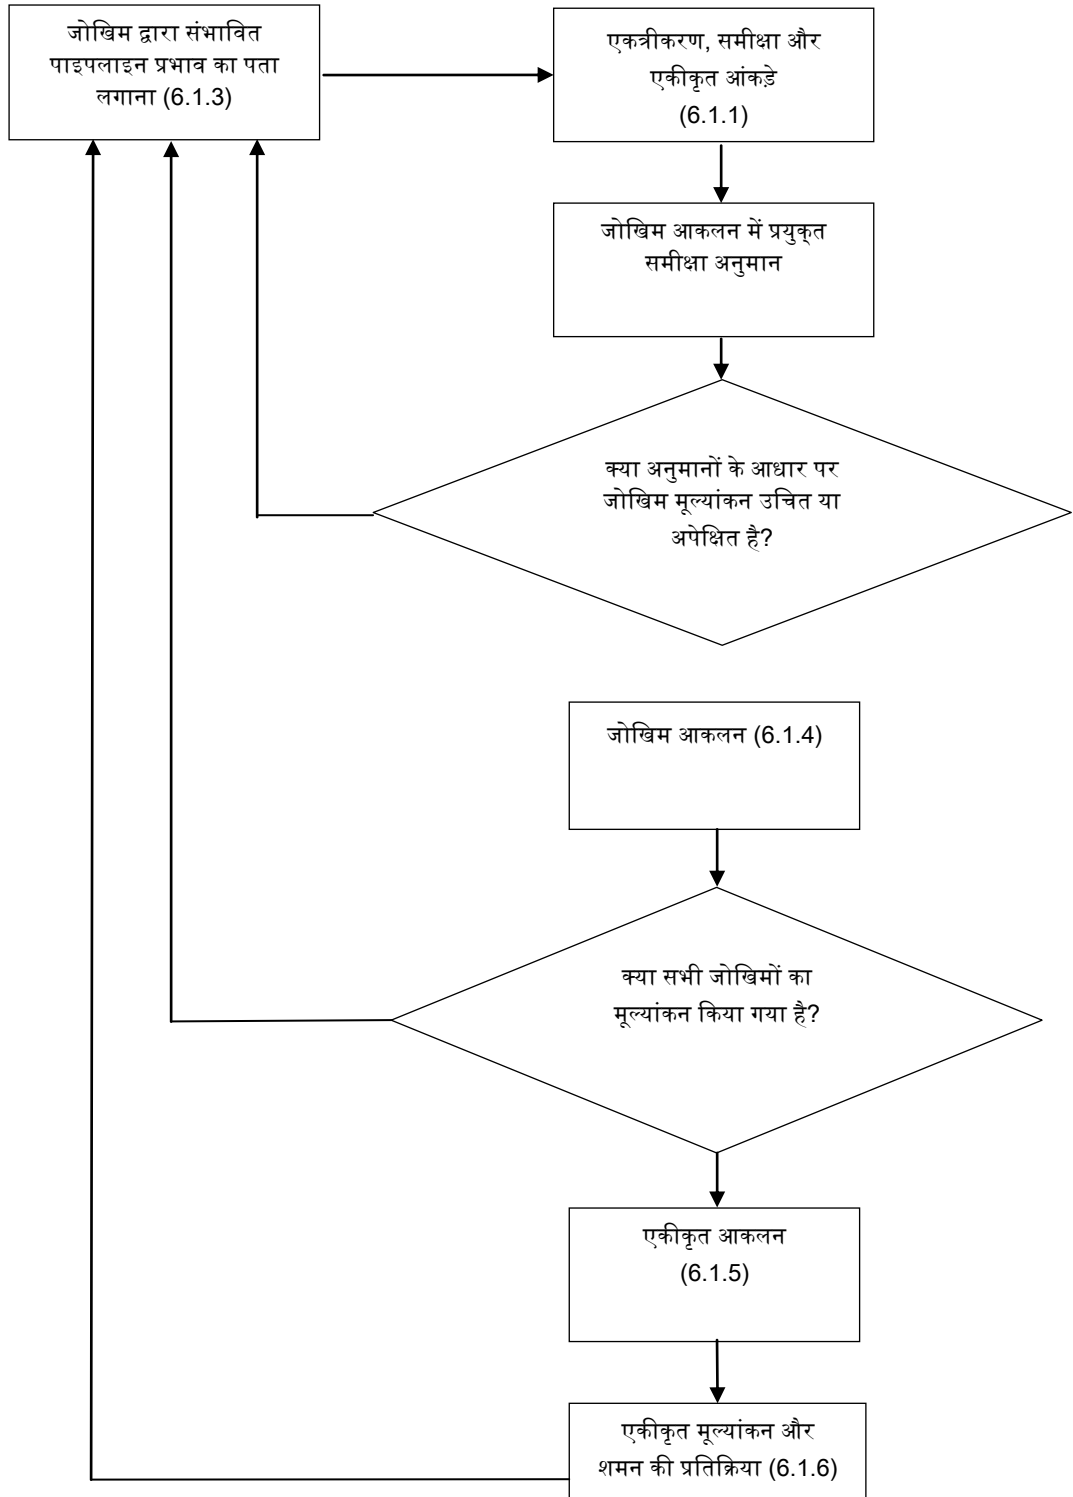 जोखिम द्वारा संभावित
पाइपलाइन प्रभाव का पता
लगाना (6.1.3)
एकत्रीकरण, समीक्षा और
एकीकृत आंकड़े
(6.1.1)
जोखिम आकलन में प्रयुक्त
समीक्षा अनुमान
क्या अनुमानों के आधार पर
जोखिम मूल्यांकन उचित या
अपेक्षित है?
जोखिम आकलन (6.1.4)
क्या सभी जोखिमों का
मूल्यांकन किया गया है?
एकीकृत आकलन
(6.1.5)
एकीकृत मूल्यांकन और
शमन की प्रतिक्रिया (6.1.6)